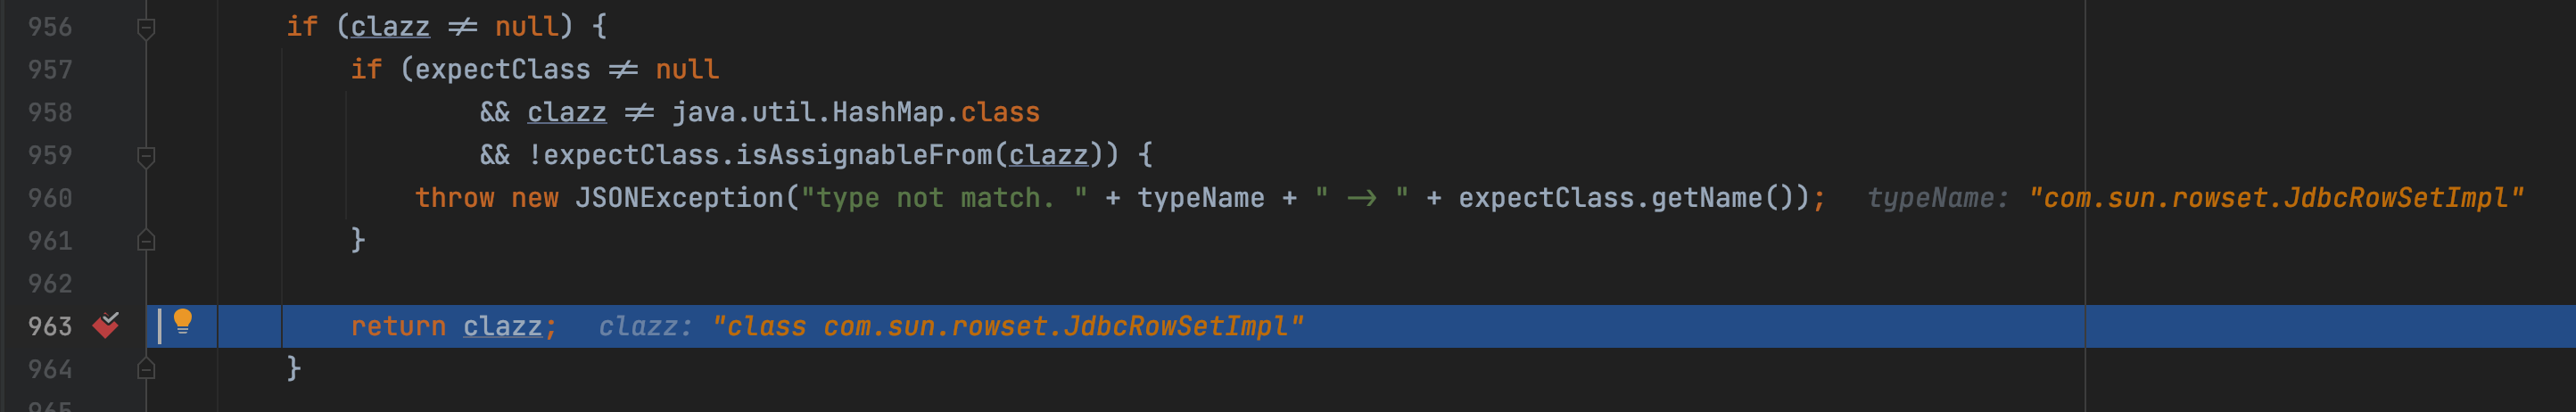 956 if (clazz ≠ null) {
957 if (expectClass ≠ null
958 && clazz ≠ java.util.HashMap.class
959 && !expectClass.isAssignableFrom(clazz)) {
960 throw new JSONException("type not match. " + typeName + " → " + expectClass.getName()); typeName: "com.sun.rowset.JdbcRowSetImpl"
961 }
962
963 return clazz; clazz: "class com.sun.rowset.JdbcRowSetImpl"
964 }
965